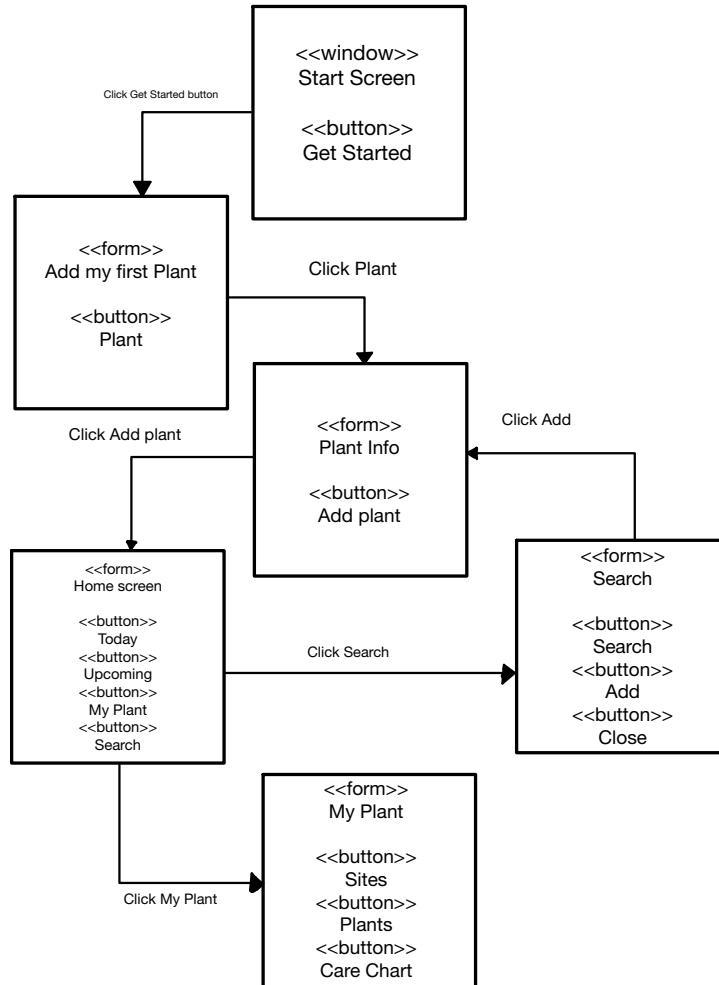 <<window>>
Start Screen
<<button>>
Get Started
Click Get Started button
<<form>>
Add my first Plant
<<button>>
Plant
Click Plant
<<form>>
Plant Info
<<button>>
Add plant
Click Add
Click Add plant
<<form>>
Home screen
<<button>>
Today
<<button>>
Upcoming
<<button>>
My Plant
<<button>>
Search
Click Search
<<form>>
Search
<<button>>
Search
<<button>>
Add
<<button>>
Close
Click My Plant
<<form>>
My Plant
<<button>>
Sites
<<button>>
Plants
<<button>>
Care Chart